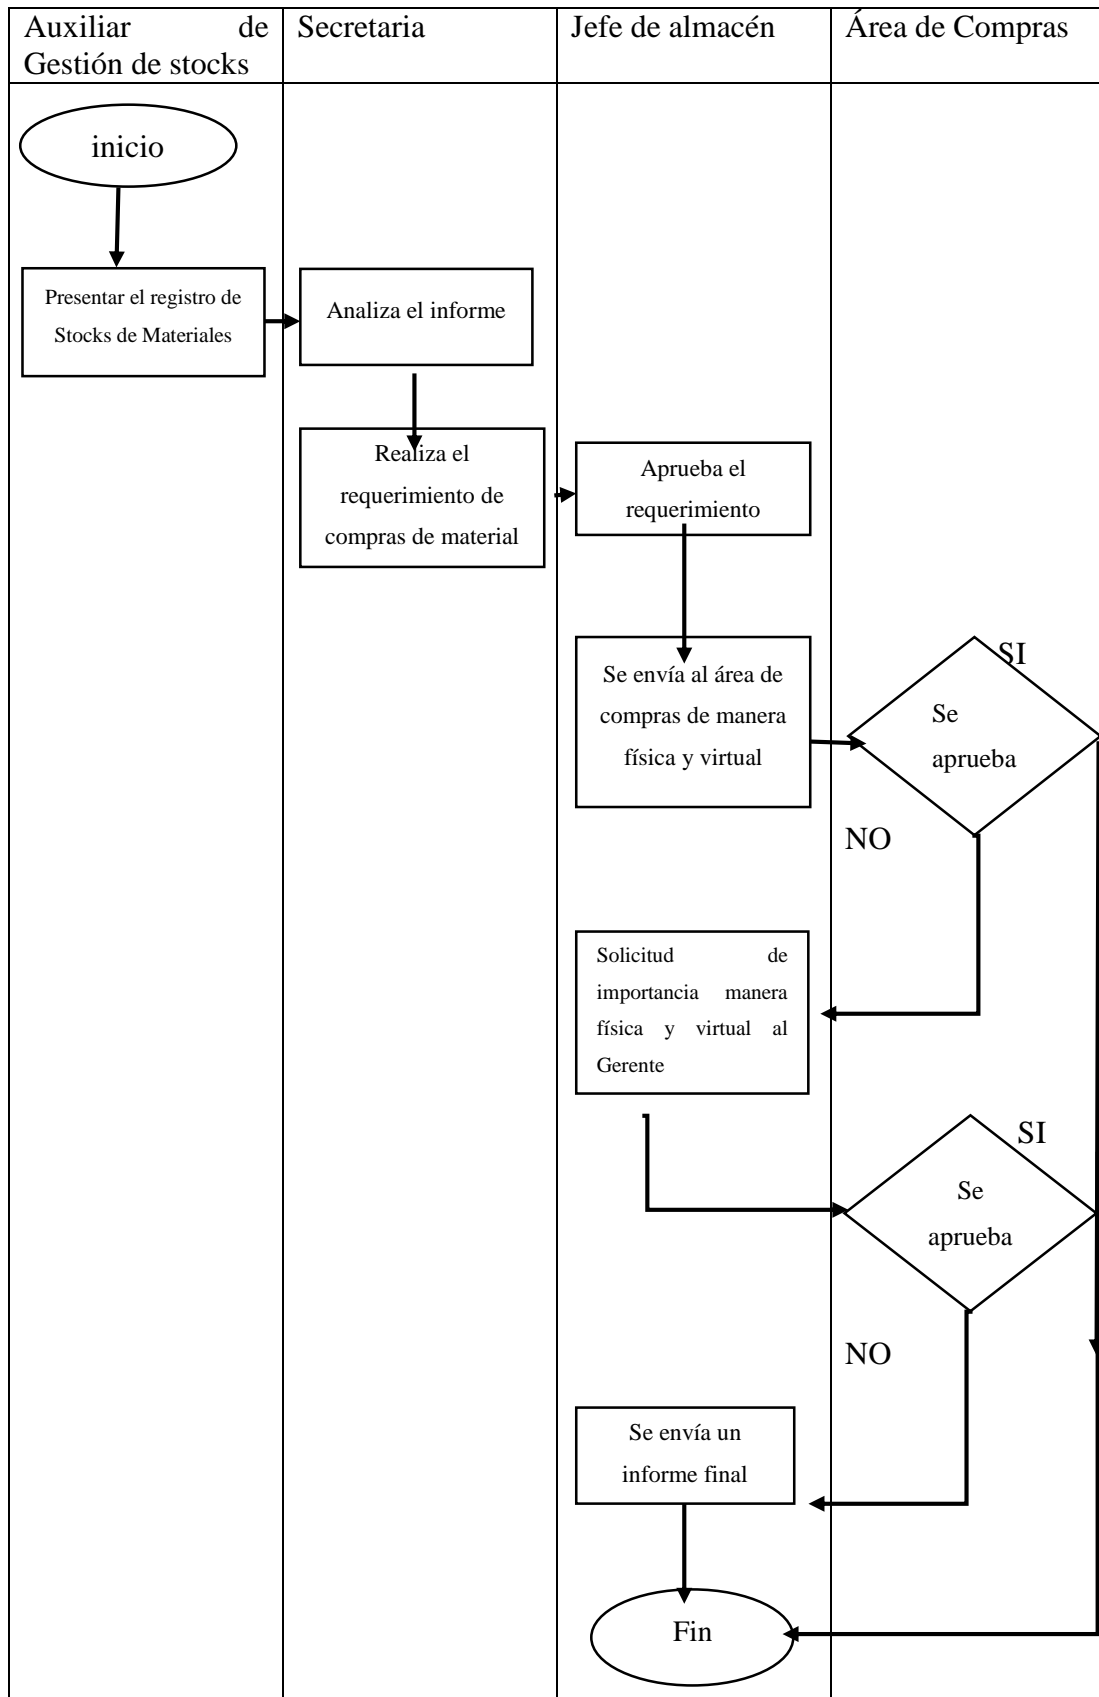 Auxiliar de
Gestión de stocks
Secretaria
Jefe de almacén
Área de Compras
inicio
Presentar el registro de
Stocks de Materiales
Analiza el informe
Realiza el
requerimiento de
compras de material
Aprueba el
requerimiento
Se envía al área de
compras de manera
física y virtual
SI
Se
aprueba
NO
Solicitud de
importancia manera
física y virtual al
Gerente
SI
Se
aprueba
NO
Se envía un
informe final
Fin